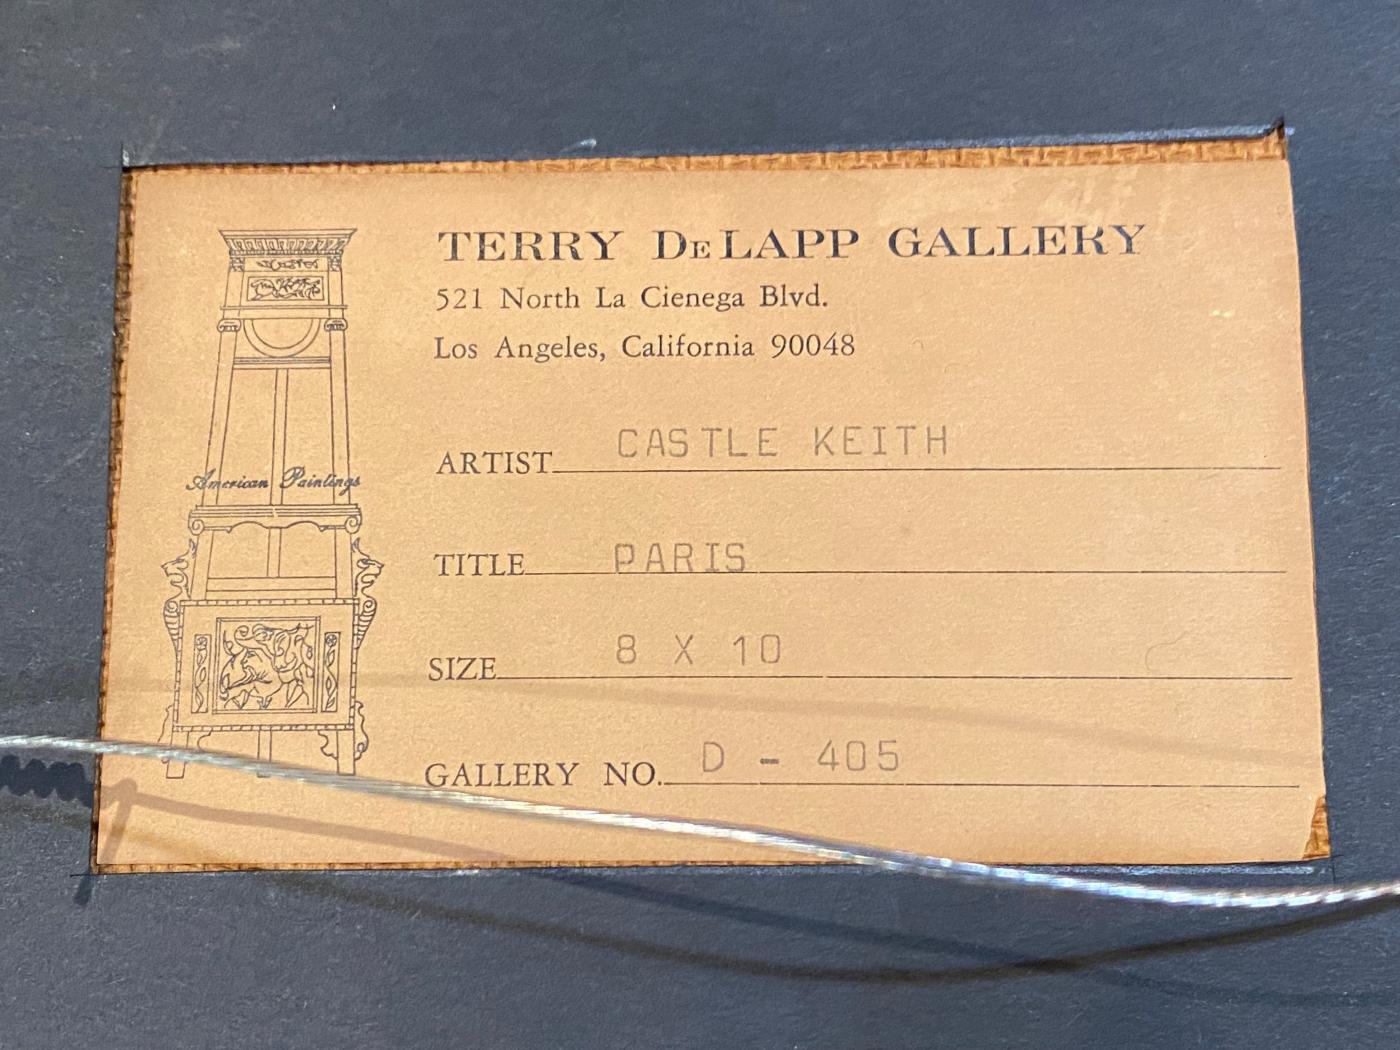 TERRY DeLAPP GALLERY
521 North La Cienega Blvd.
Los Angeles, California 90048
American Paintings
ARTIST CASTLE KEITH
TITLE PARIS
SIZE 8 X 10
GALLERY NO. D - 405